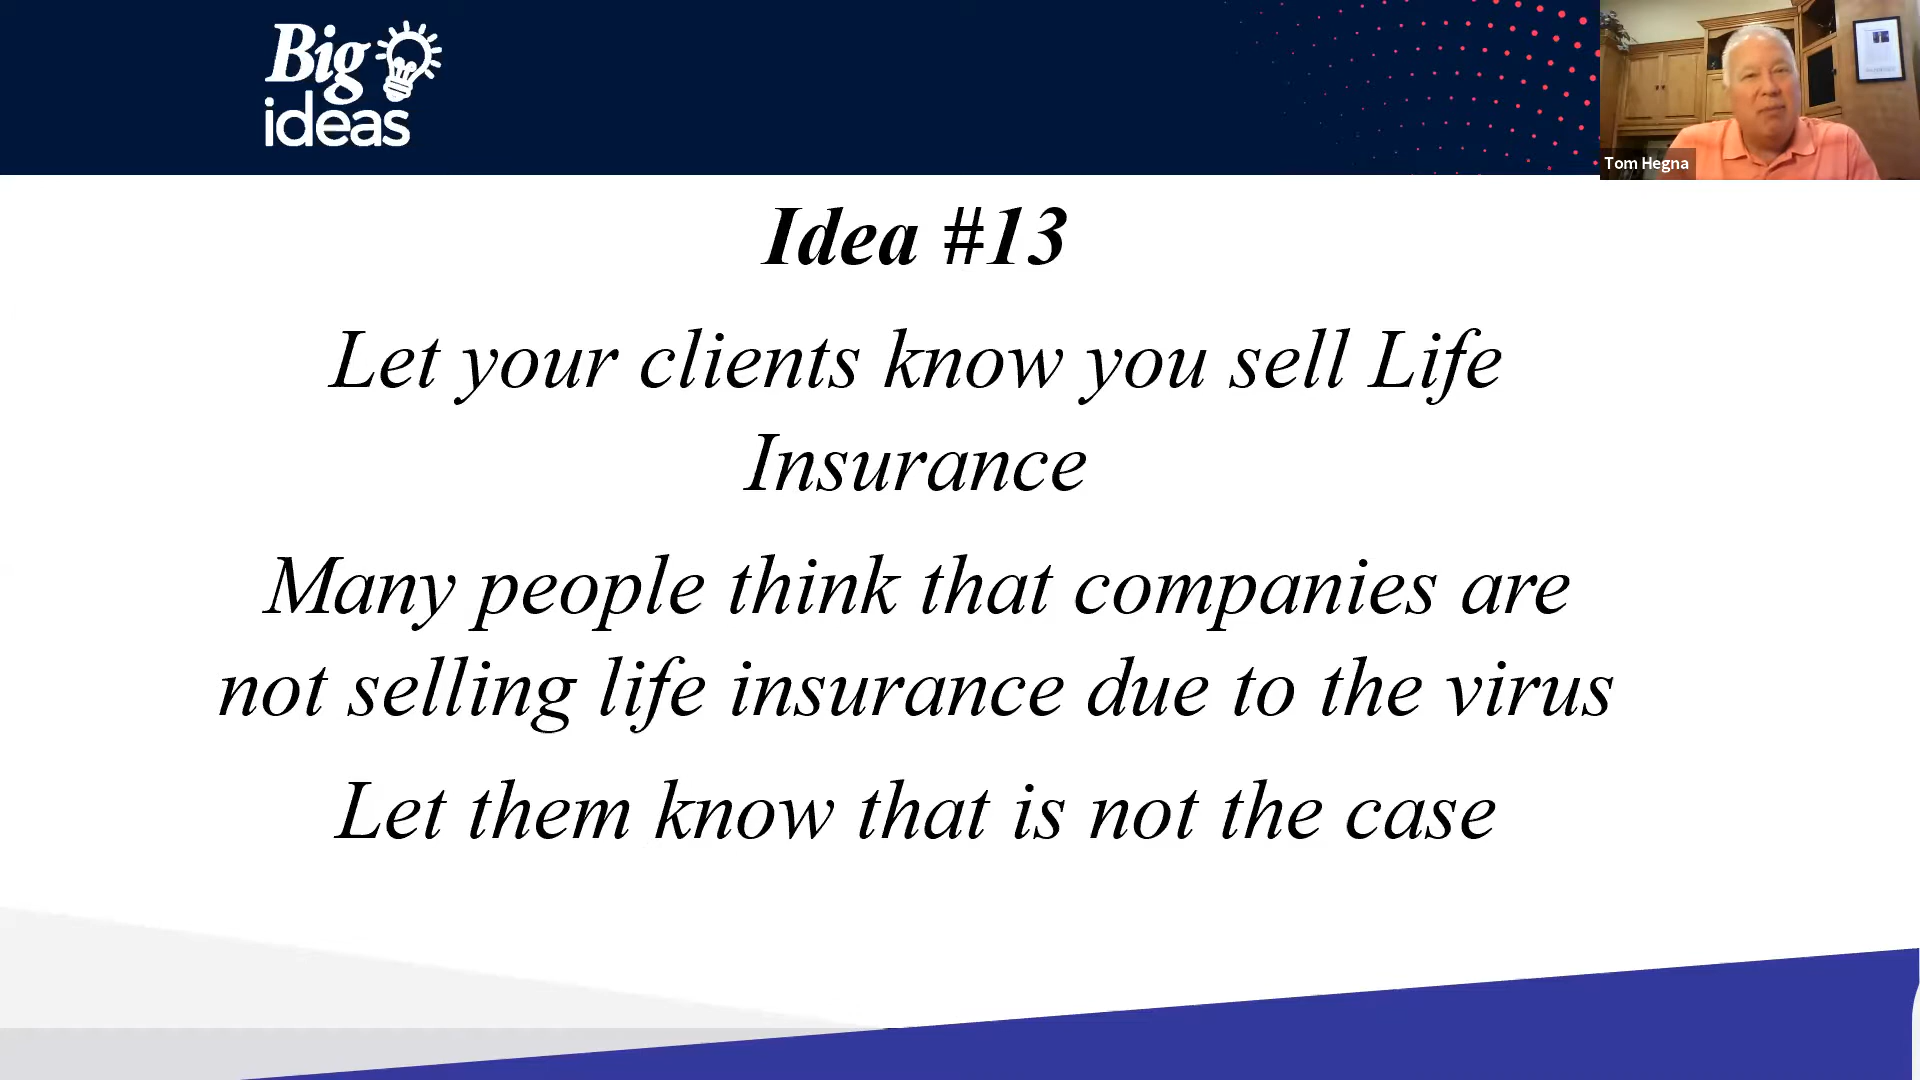 Big
ideas
Tom Hegna
Idea #13
Let your clients know you sell Life
Insurance
Many people think that companies are
not selling life insurance due to the virus
Let them know that is not the case